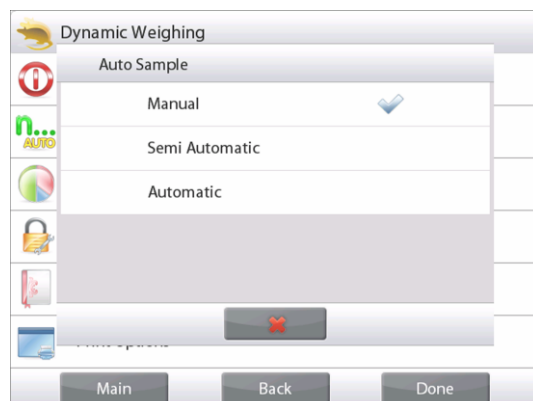 Dynamic Weighing
Auto Sample
Manual
n...
AUTO
Semi Automatic
Automatic
Main
Back
Done